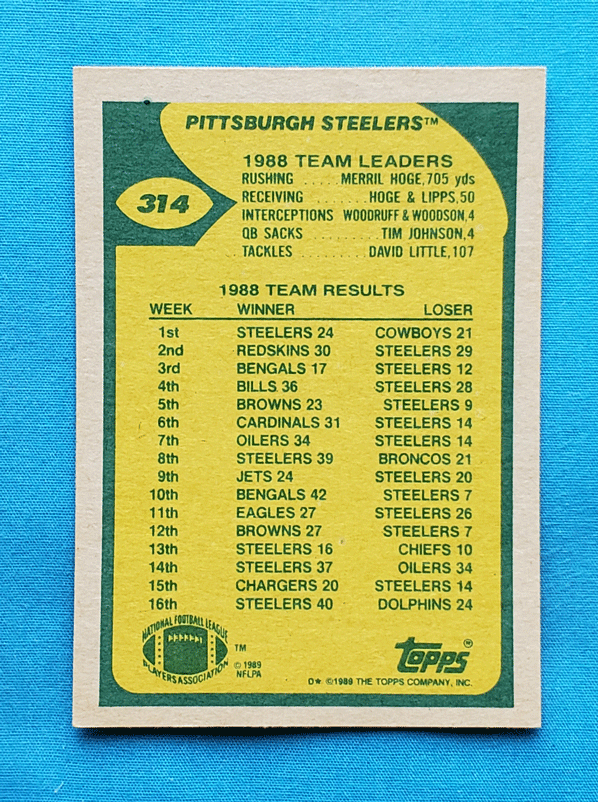 PITTSBURGH STEELERS™
1988 TEAM LEADERS
RUSHING ..... MERRIL HOGE, 705 yds
314
RECEIVING ....... HOGE & LIPPS, 50
INTERCEPTIONS WOODRUFF & WOODSON, 4
QB SACKS ......... TIM JOHNSON, 4
TACKLES ........ DAVID LITTLE, 107
1988 TEAM RESULTS
WEEK WINNER LOSER
1st STEELERS 24 COWBOYS 21
2nd REDSKINS 30 STEELERS 29
3rd BENGALS 17 STEELERS 12
4th BILLS 36 STEELERS 28
5th BROWNS 23 STEELERS 9
6th CARDINALS 31 STEELERS 14
7th OILERS 34 STEELERS 14
8th STEELERS 39 BRONCOS 21
9th JETS 24 STEELERS 20
10th BENGALS 42 STEELERS 7
11th EAGLES 27 STEELERS 26
12th BROWNS 27 STEELERS 7
13th STEELERS 16 CHIEFS 10
14th STEELERS 37 OILERS 34
15th CHARGERS 20 STEELERS 14
16th STEELERS 40 DOLPHINS 24
NATIONAL FOOTBALL LEAGUE
PLAYERS
PLAYERS ASSOCIATION
™
© 1989
NFLPA
TOPPS®
D★ ©1989 THE TOPPS COMPANY, INC.